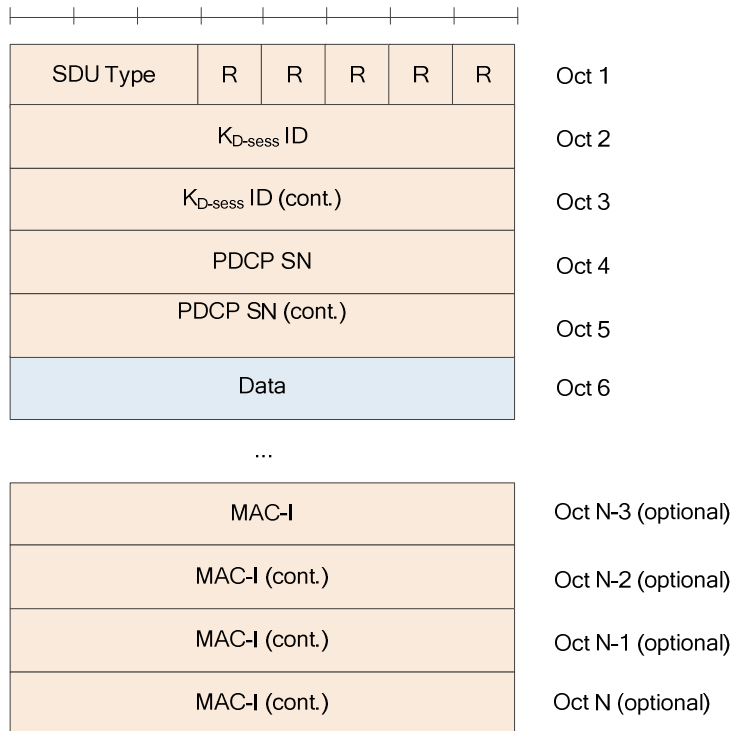 SDU Type R R R R R Oct 1
K_D-sess ID Oct 2
K_D-sess ID (cont.) Oct 3
PDCP SN Oct 4
PDCP SN (cont.) Oct 5
Data Oct 6
...
MAC-I Oct N-3 (optional)
MAC-I (cont.) Oct N-2 (optional)
MAC-I (cont.) Oct N-1 (optional)
MAC-I (cont.) Oct N (optional)